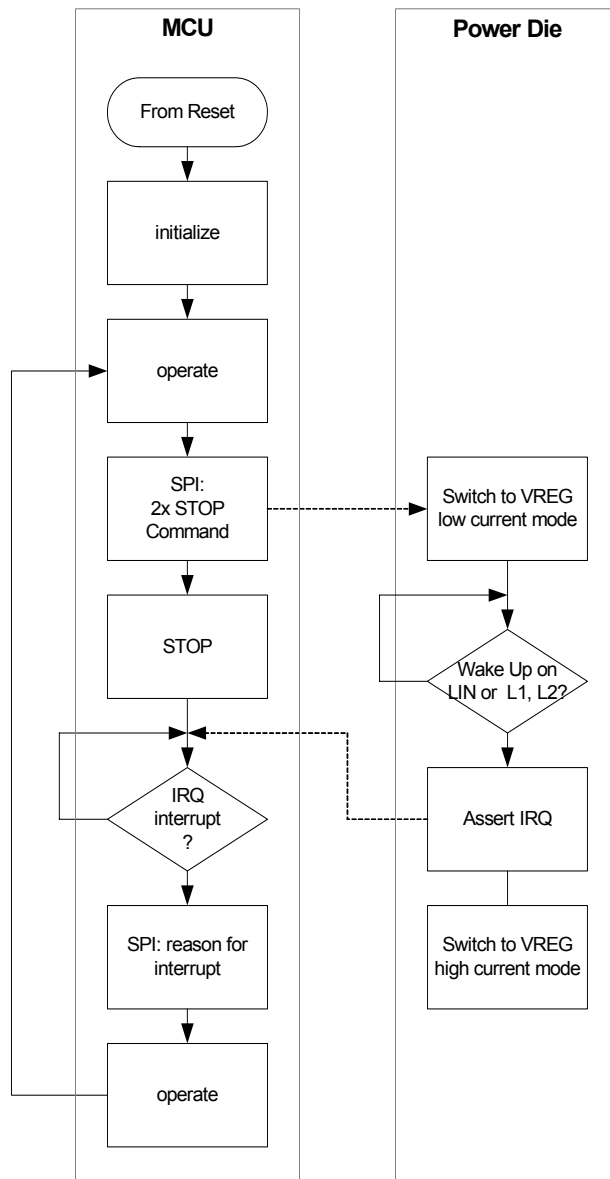 MCU
Power Die
From Reset
initialize
operate
SPI:
2x STOP
Command
Switch to VREG
low current mode
STOP
Wake Up on
LIN or L1, L2?
IRQ
interrupt
?
Assert IRQ
SPI: reason for
interrupt
Switch to VREG
high current mode
operate